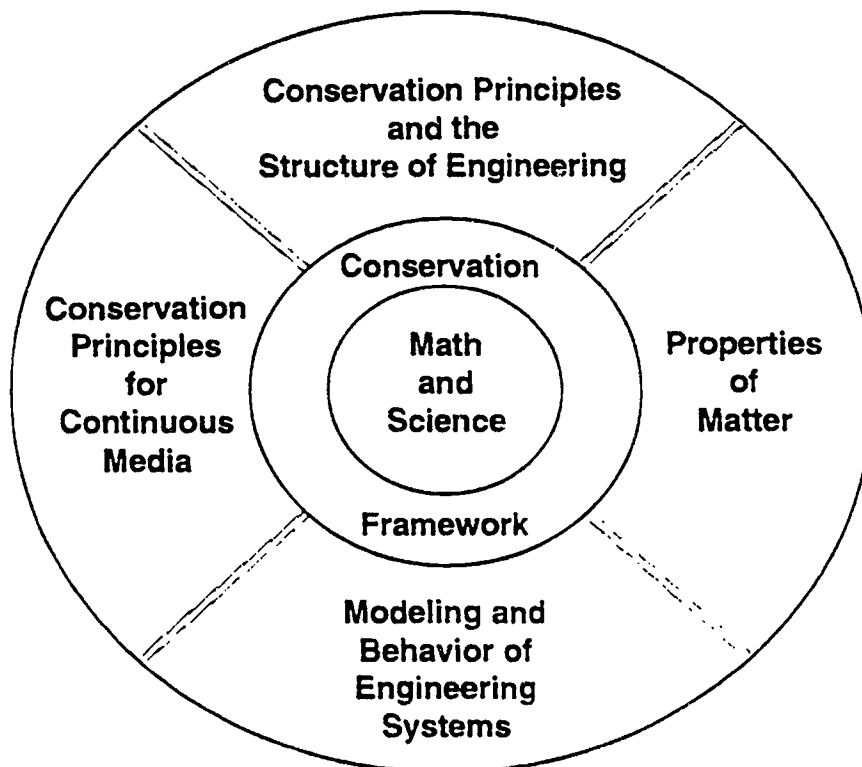 Conservation Principles
and the
Structure of Engineering
Conservation
Conservation
Principles
for
Continuous
Media
Math
and
Science
Properties
of
Matter
Framework
Modeling and
Behavior of
Engineering
Systems